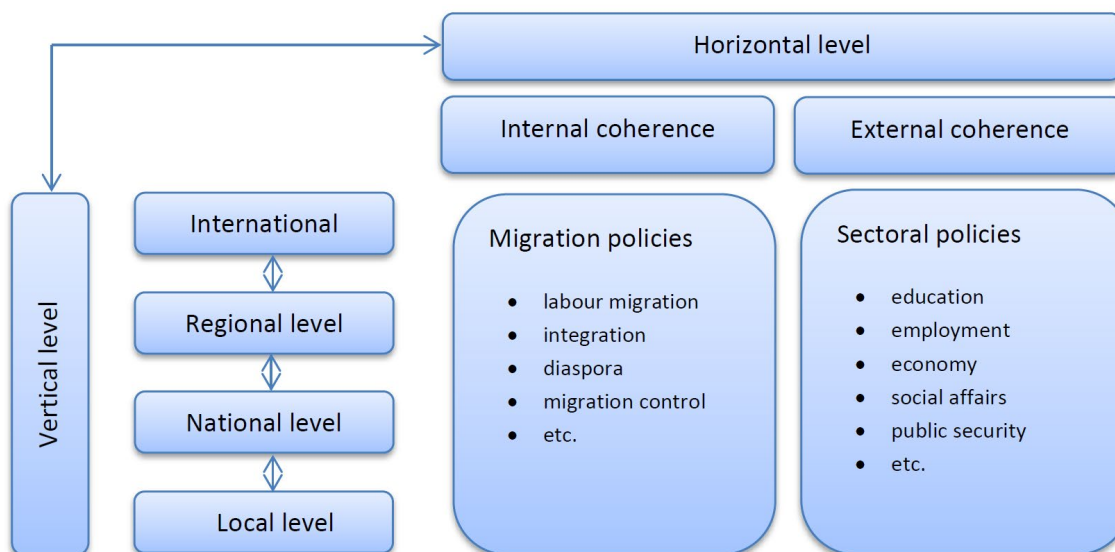 Horizontal level
Internal coherence
External coherence
Vertical level
International
Regional level
National level
Local level
Migration policies
• labour migration
• integration
• diaspora
• migration control
• etc.
Sectoral policies
• education
• employment
• economy
• social affairs
• public security
• etc.